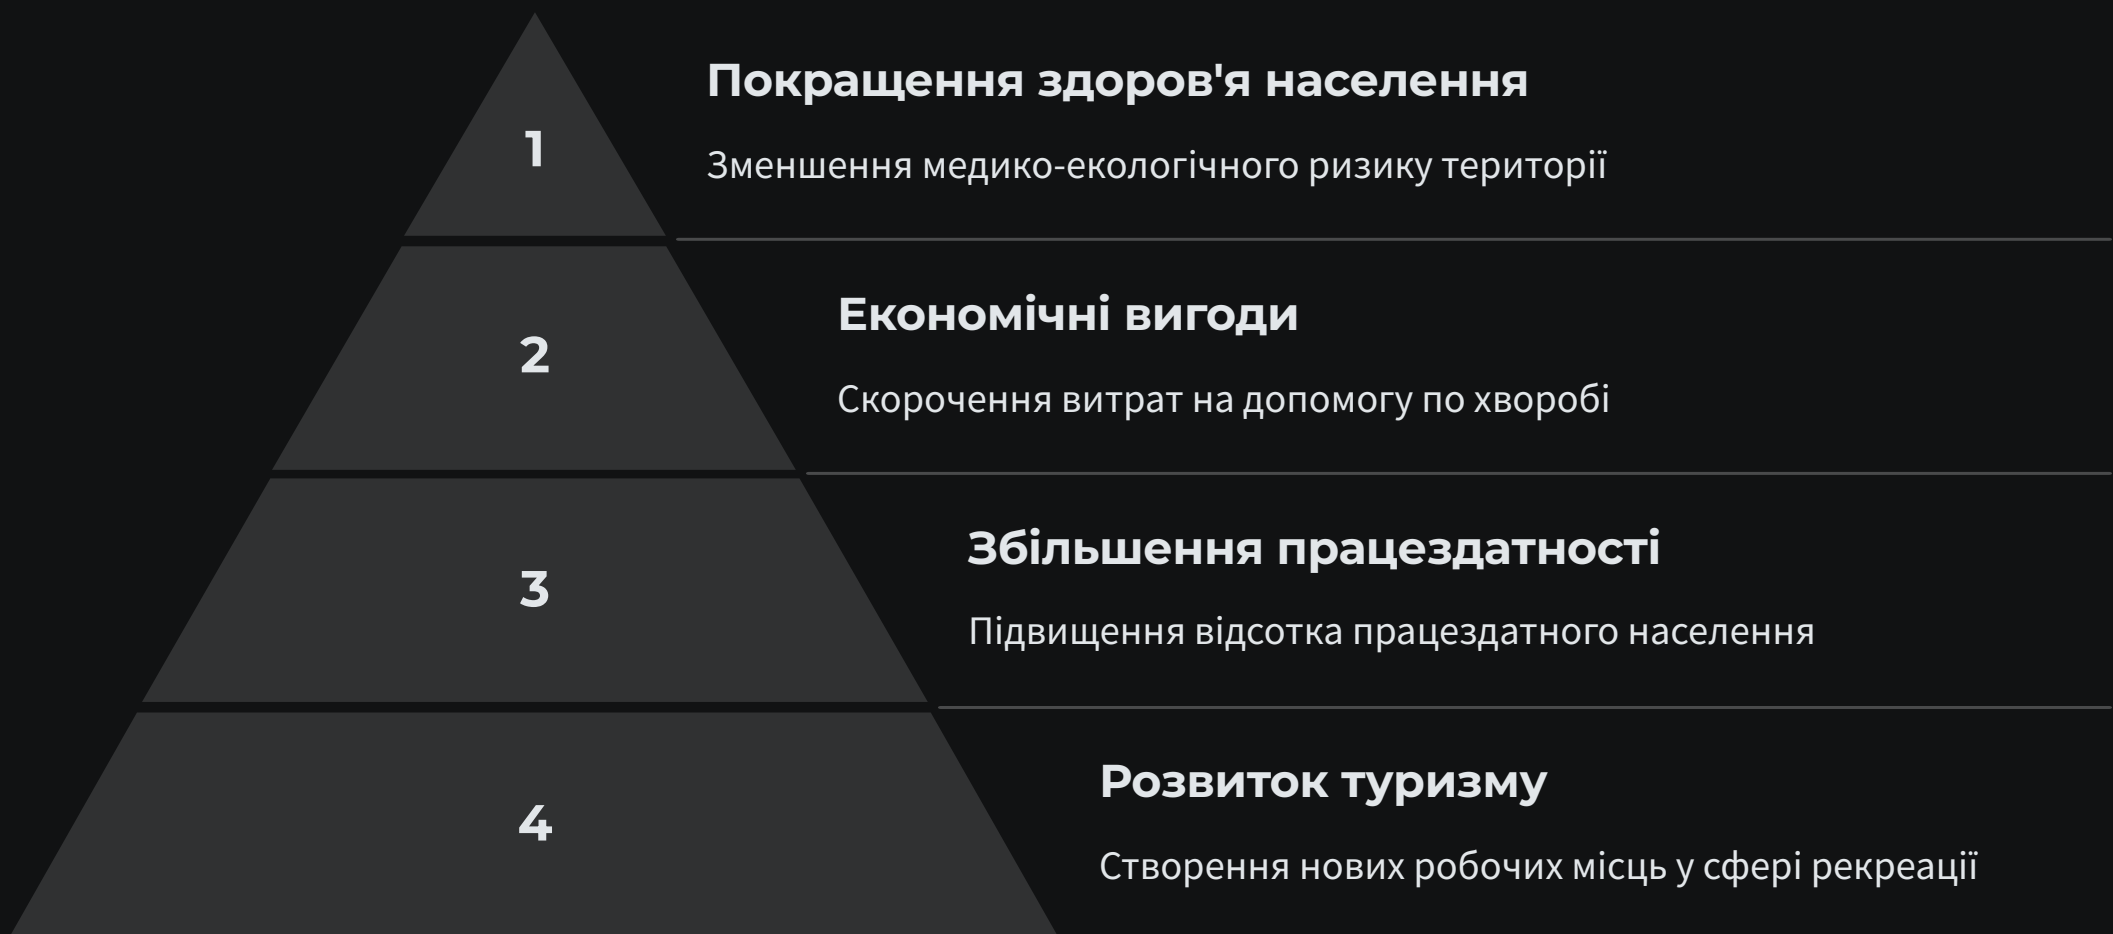 1
Покращення здоров'я населення
Зменшення медико-екологічного ризику території
2
Економічні вигоди
Скорочення витрат на допомогу по хворобі
3
Збільшення працездатності
Підвищення відсотка працездатного населення
4
Розвиток туризму
Створення нових робочих місць у сфері рекреації